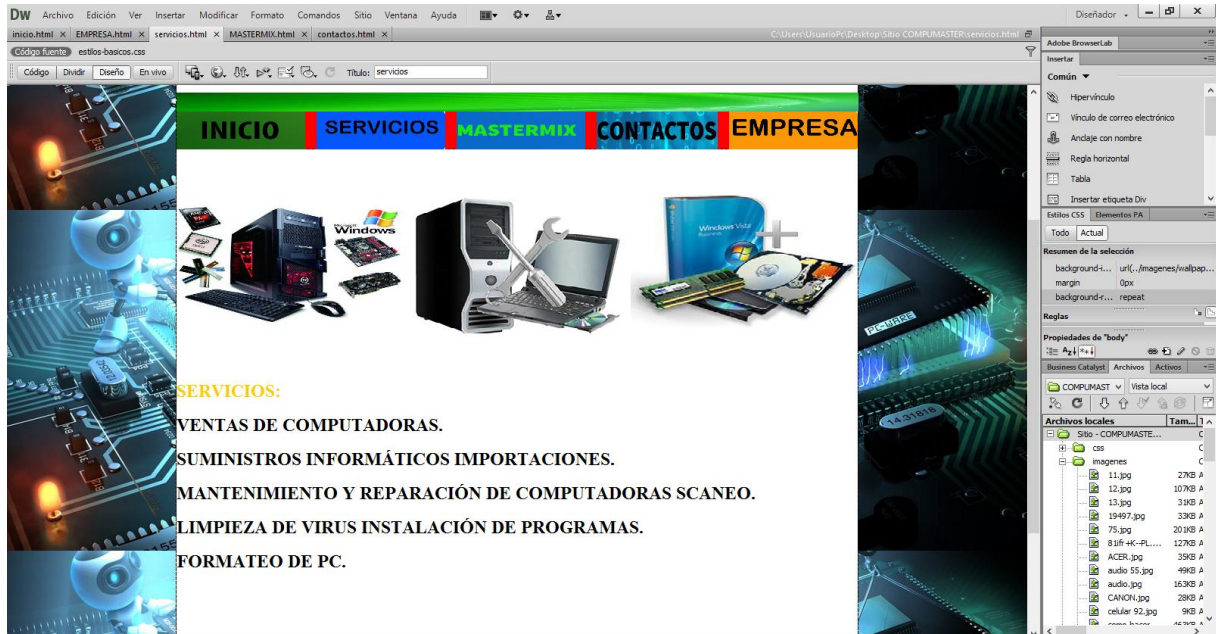 DW Archivo Edición Ver Insertar Modificar Formato Comandos Sitio Ventana Ayuda Diseñador
inicio.html × EMPRESA.html × servicios.html × MASTERMIX.html × contactos.html × C:\Users\UsuarioPc\Desktop\Sitio COMPUMASTER\servicios.html
Código fuente estilos-basicos.css
Código Dividir Diseño En vivo Título: servicios
INICIO SERVICIOS MASTERMIX CONTACTOS EMPRESA
Windows
Windows Vista
PC-WARE
14.31818
SERVICIOS:
VENTAS DE COMPUTADORAS.
SUMINISTROS INFORMÁTICOS IMPORTACIONES.
MANTENIMIENTO Y REPARACIÓN DE COMPUTADORAS SCANEO.
LIMPIEZA DE VIRUS INSTALACIÓN DE PROGRAMAS.
FORMATEO DE PC.
Adobe BrowserLab
Insertar
Común
Hipervínculo
Vínculo de correo electrónico
Anclaje con nombre
Regla horizontal
Tabla
Insertar etiqueta Div
Estilos CSS Elementos PA
Todo Actual
Resumen de la selección
background-i... url(../imagenes/wallpap...
margin 0px
background-r... repeat
Reglas
Propiedades de "body"
Business Catalyst Archivos Activos
COMPUMAST Vista local
Archivos locales Tam... T
Sitio - COMPUMASTE... C
css C
imagenes C
11.jpg 27KB A
12.jpg 107KB A
13.jpg 31KB A
19497.jpg 33KB A
75.jpg 201KB A
81ifr+K--PL.... 127KB A
ACER.jpg 35KB A
audio 55.jpg 49KB A
audio.jpg 163KB A
CANON.jpg 28KB A
celular 92.jpg 9KB A